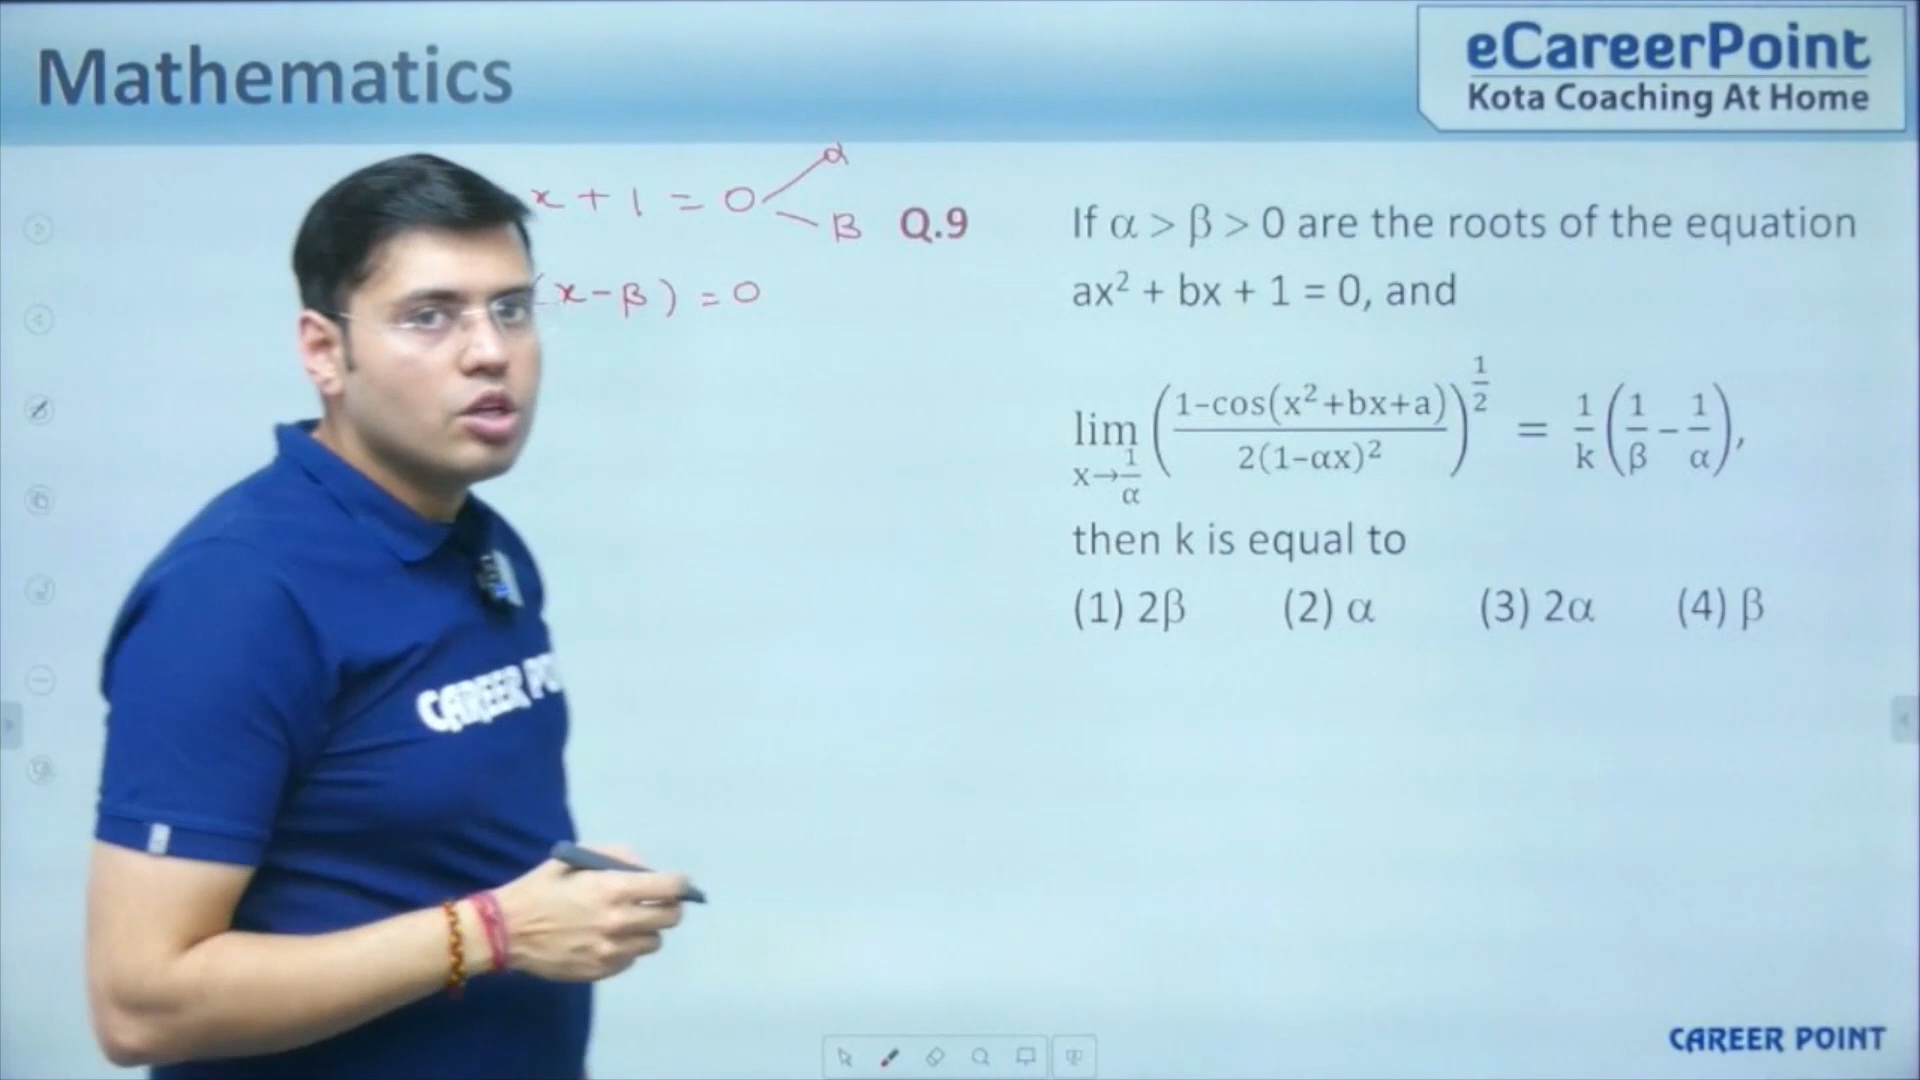 Mathematics
eCareerPoint
Kota Coaching At Home
x + 1 = 0
α
β
(x - β) = 0
Q.9
If α > β > 0 are the roots of the equation
ax² + bx + 1 = 0, and
lim x→1/α ((1-cos(x²+bx+a))/(2(1-αx)²))^(1/2) = 1/k (1/β - 1/α),
then k is equal to
(1) 2β (2) α (3) 2α (4) β
CAREER PO
CAREER POINT